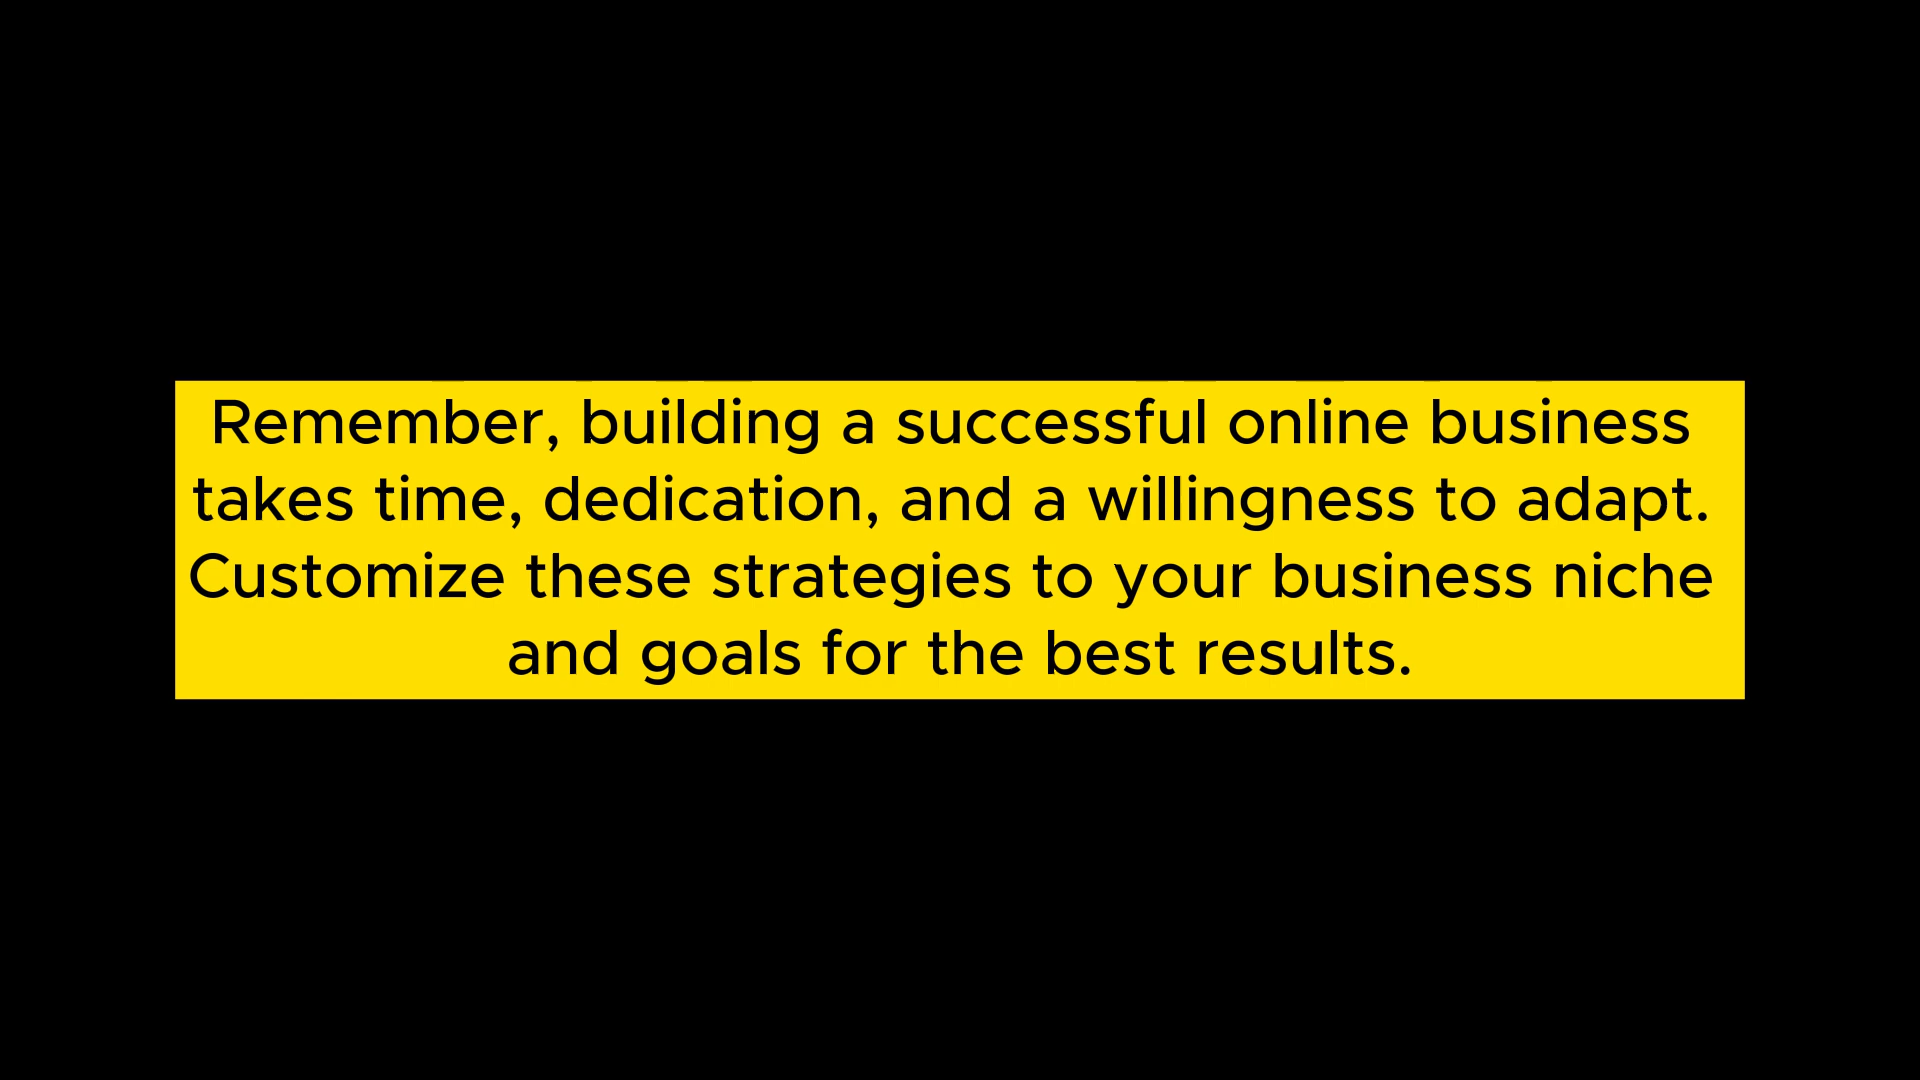 Remember, building a successful online business
takes time, dedication, and a willingness to adapt.
Customize these strategies to your business niche
and goals for the best results.